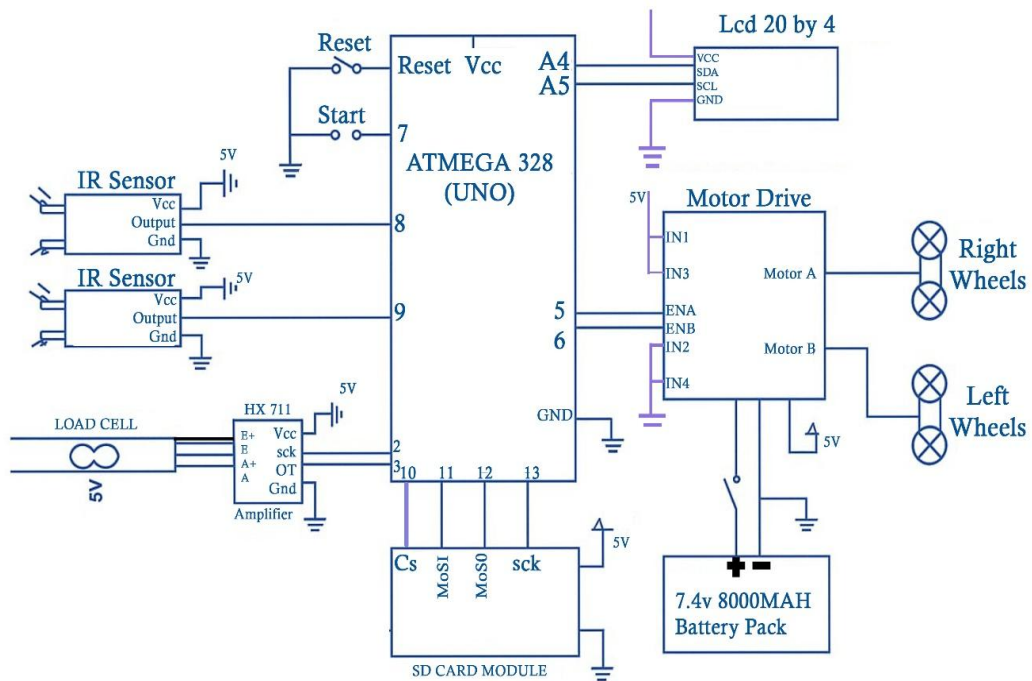 Lcd 20 by 4
VCC
SDA
SCL
GND
Reset
Reset
Vcc
A4
A5
Start
7
ATMEGA 328
(UNO)
5V
IR Sensor
Vcc
Output
Gnd
8
5V
IR Sensor
Vcc
Output
Gnd
9
5
6
GND
5V
Motor Drive
IN1
IN3
ENA
ENB
IN2
IN4
Motor A
Motor B
5V
Right
Wheels
Left
Wheels
LOAD CELL
5V
HX 711
5V
E+
E
A+
A
Vcc
sck
OT
Gnd
Amplifier
2
3
10
11
12
13
Cs
MoSI
MoS0
sck
5V
SD CARD MODULE
+ -
7.4v 8000MAH
Battery Pack